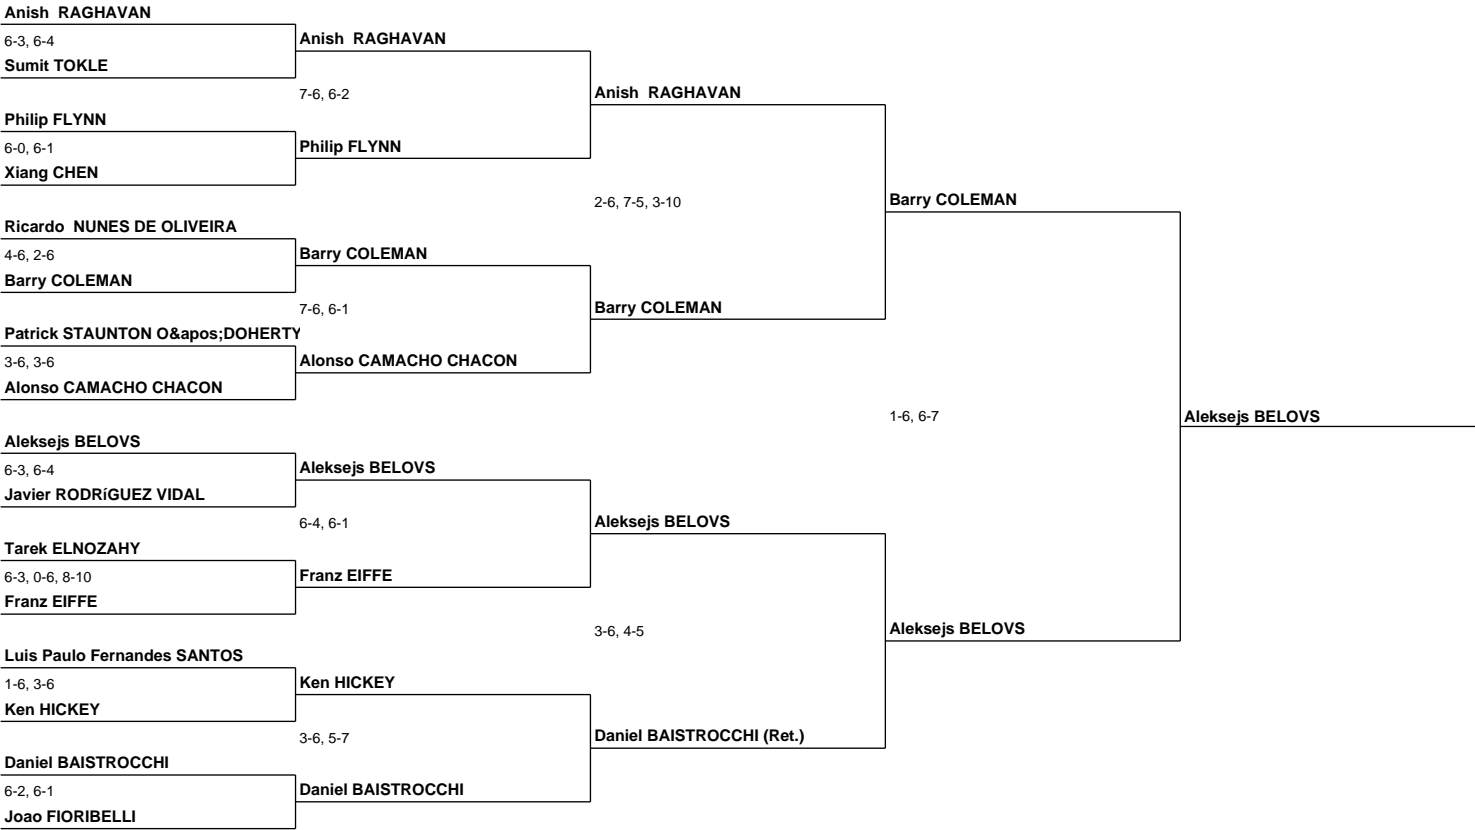 Anish  RAGHAVAN
6-3, 6-4
Sumit TOKLE
Philip FLYNN
6-0, 6-1
Xiang CHEN
Ricardo  NUNES DE OLIVEIRA
4-6, 2-6
Barry COLEMAN
Patrick STAUNTON O&apos;DOHERTY
3-6, 3-6
Alonso CAMACHO CHACON
Aleksejs BELOVS
6-3, 6-4
Javier RODRíGUEZ VIDAL
Tarek ELNOZAHY
6-3, 0-6, 8-10
Franz EIFFE
Luis Paulo Fernandes SANTOS
1-6, 3-6
Ken HICKEY
Daniel BAISTROCCHI
6-2, 6-1
Joao FIORIBELLI
Anish  RAGHAVAN
7-6, 6-2
Philip FLYNN
Barry COLEMAN
7-6, 6-1
Alonso CAMACHO CHACON
Aleksejs BELOVS
6-4, 6-1
Franz EIFFE
Ken HICKEY
3-6, 5-7
Daniel BAISTROCCHI
Anish  RAGHAVAN
2-6, 7-5, 3-10
Barry COLEMAN
Aleksejs BELOVS
3-6, 4-5
Daniel BAISTROCCHI (Ret.)
Barry COLEMAN
1-6, 6-7
Aleksejs BELOVS
Aleksejs BELOVS